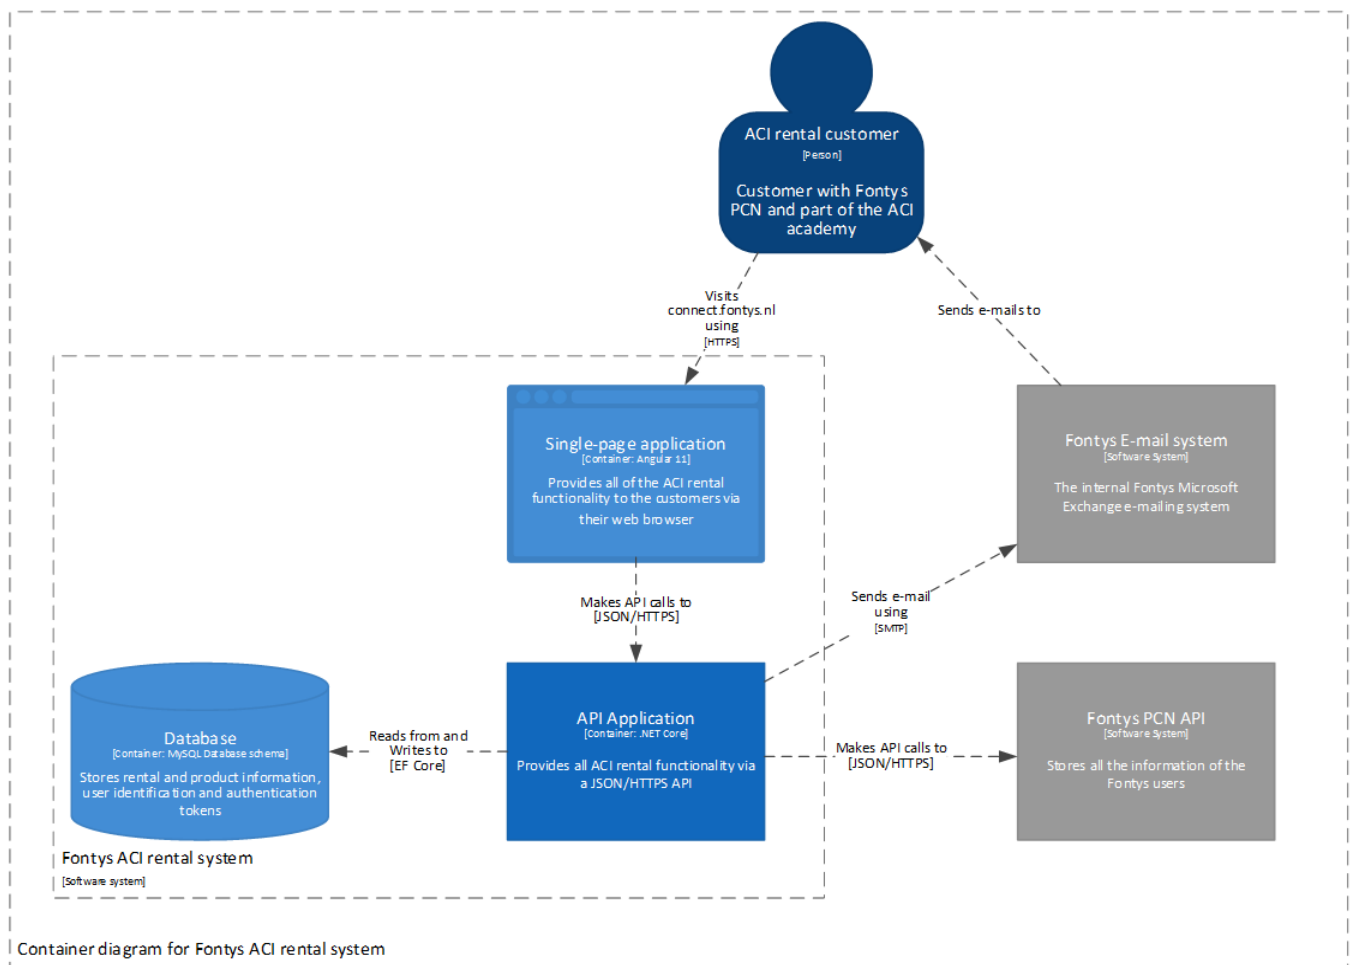 ACI rental customer
[Person]
Customer with Fontys
PCN and part of the ACI
academy
Visits
connect.fontys.nl
using
[HTTPS]
Sends e-mails to
Single-page application
[Container: Angular 11]
Provides all of the ACI rental
functionality to the customers via
their web browser
Fontys E-mail system
[Software System]
The internal Fontys Microsoft
Exchange e-mailing system
Makes API calls to
[JSON/HTTPS]
Sends e-mail
using
[SMTP]
Database
[Container: MySQL Database schema]
Stores rental and product information,
user identification and authentication
tokens
Reads from and
Writes to
[EF Core]
API Application
[Container: .NET Core]
Provides all ACI rental functionality via
a JSON/HTTPS API
Makes API calls to
[JSON/HTTPS]
Fontys PCN API
[Software System]
Stores all the information of the
Fontys users
Fontys ACI rental system
[Software system]
Container diagram for Fontys ACI rental system